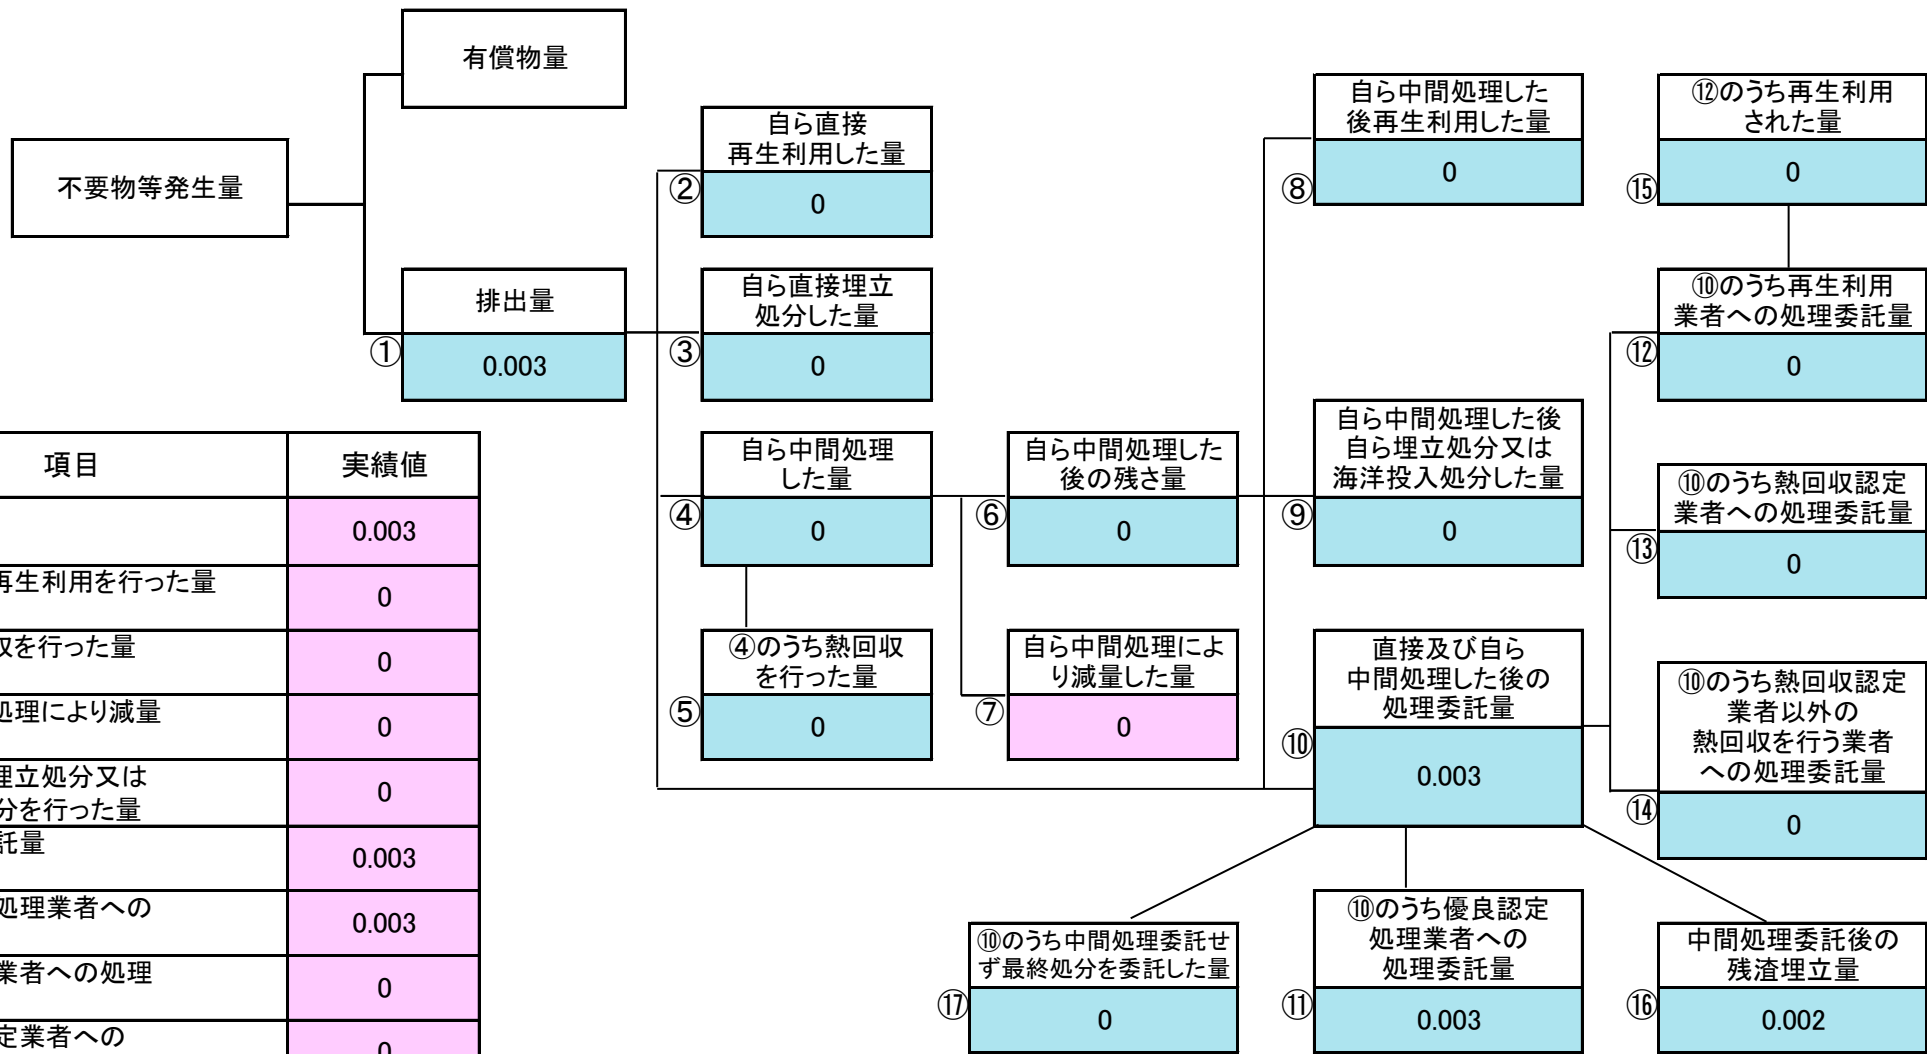 有償物量
不要物等発生量
排出量
①
0.003
自ら直接
再生利用した量
②
0
自ら直接埋立
処分した量
③
0
自ら中間処理
した量
④
0
④のうち熱回収
を行った量
⑤
0
自ら中間処理した
後の残さ量
⑥
0
自ら中間処理によ
り減量した量
⑦
0
自ら中間処理した
後再生利用した量
⑧
0
自ら中間処理した後
自ら埋立処分又は
海洋投入処分した量
⑨
0
直接及び自ら
中間処理した後の
処理委託量
⑩
0.003
⑫のうち再生利用
された量
⑮
0
⑩のうち再生利用
業者への処理委託量
⑫
0
⑩のうち熱回収認定
業者への処理委託量
⑬
0
⑩のうち熱回収認定
業者以外の
熱回収を行う業者
への処理委託量
⑭
0
⑩のうち中間処理委託せ
ず最終処分を委託した量
⑰
0
⑩のうち優良認定
処理業者への
処理委託量
⑪
0.003
中間処理委託後の
残渣埋立量
⑯
0.002
項目
実績値
0.003
再生利用を行った量
0
収を行った量
0
処理により減量
0
埋立処分又は
分を行った量
0
託量
0.003
処理業者への
0.003
業者への処理
0
定業者への
0